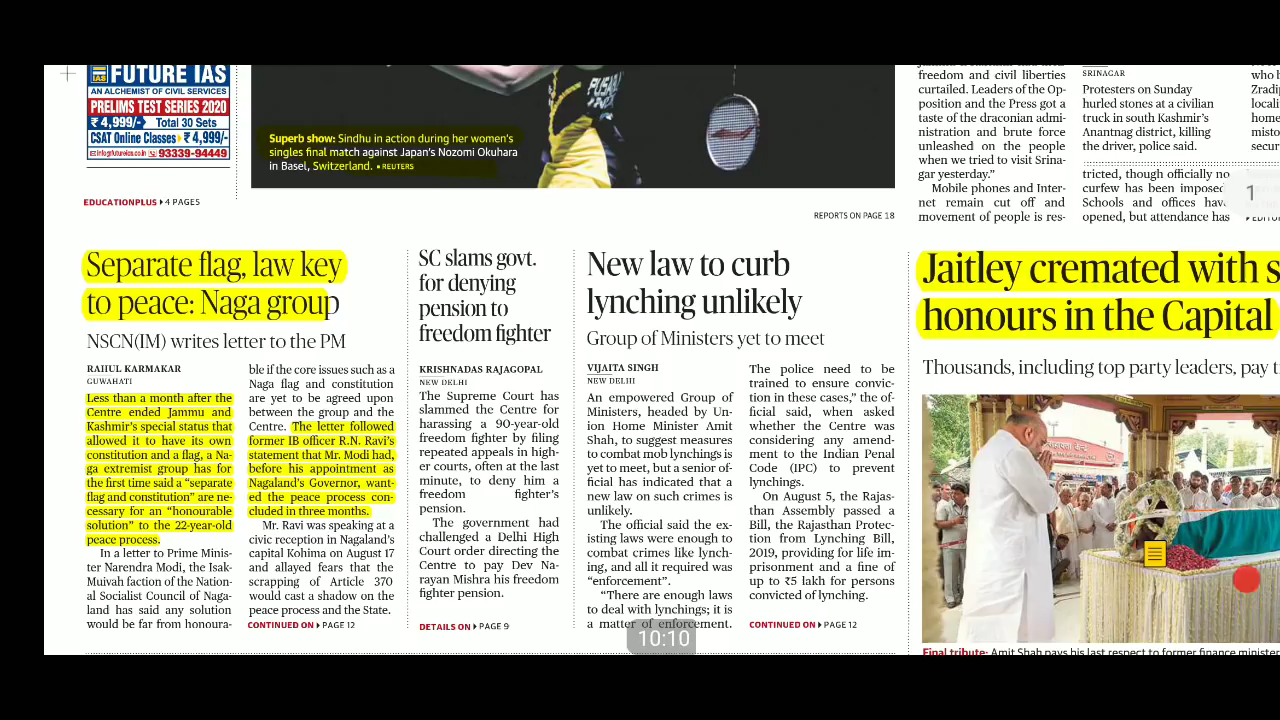 FUTURE IAS
IAS
AN ALCHEMIST OF CIVIL SERVICES
PRELIMS TEST SERIES 2020
₹ 4,999/- Total 30 Sets
CSAT Online Classes ₹ 4,999/-
info@futureias.co.in 93339-94449
EDUCATIONPLUS 4 PAGES
PUSARLA
Superb show: Sindhu in action during her women's
singles final match against Japan's Nozomi Okuhara
in Basel, Switzerland. • REUTERS
REPORTS ON PAGE 18
freedom and civil liberties
curtailed. Leaders of the Op-
position and the Press got a
taste of the draconian admi-
nistration and brute force
unleashed on the people
when we tried to visit Srina-
gar yesterday.”
Mobile phones and Inter-
net remain cut off and
movement of people is res-
SRINAGAR
Protesters on Sunday
hurled stones at a civilian
truck in south Kashmir's
Anantnag district, killing
the driver, police said.
tricted, though officially no
curfew has been imposed.
Schools and offices have
opened, but attendance has
who
Zradi
locali
home
misto
secur
1
Separate flag, law key
to peace: Naga group
NSCN(IM) writes letter to the PM
RAHUL KARMAKAR
GUWAHATI
Less than a month after the
Centre ended Jammu and
Kashmir's special status that
allowed it to have its own
constitution and a flag, a Na-
ga extremist group has for
the first time said a “separate
flag and constitution” are ne-
cessary for an “honourable
solution” to the 22-year-old
peace process.
In a letter to Prime Minis-
ter Narendra Modi, the Isak-
Muivah faction of the Nation-
al Socialist Council of Naga-
land has said any solution
would be far from honoura-
ble if the core issues such as a
Naga flag and constitution
are yet to be agreed upon
between the group and the
Centre. The letter followed
former IB officer R.N. Ravi's
statement that Mr. Modi had,
before his appointment as
Nagaland's Governor, want-
ed the peace process con-
cluded in three months.
Mr. Ravi was speaking at a
civic reception in Nagaland's
capital Kohima on August 17
and allayed fears that the
scrapping of Article 370
would cast a shadow on the
peace process and the State.
CONTINUED ON PAGE 12
SC slams govt.
for denying
pension to
freedom fighter
KRISHNADAS RAJAGOPAL
NEW DELHI
The Supreme Court has
slammed the Centre for
harassing a 90-year-old
freedom fighter by filing
repeated appeals in high-
er courts, often at the last
minute, to deny him a
freedom fighter's
pension.
The government had
challenged a Delhi High
Court order directing the
Centre to pay Dev Na-
rayan Mishra his freedom
fighter pension.
DETAILS ON PAGE 9
New law to curb
lynching unlikely
Group of Ministers yet to meet
VIJAITA SINGH
NEW DELHI
An empowered Group of
Ministers, headed by Un-
ion Home Minister Amit
Shah, to suggest measures
to combat mob lynchings is
yet to meet, but a senior of-
ficial has indicated that a
new law on such crimes is
unlikely.
The official said the ex-
isting laws were enough to
combat crimes like lynch-
ing, and all it required was
“enforcement”.
“There are enough laws
to deal with lynchings; it is
a matter of enforcement.
The police need to be
trained to ensure convic-
tion in these cases,” the of-
ficial said, when asked
whether the Centre was
considering any amend-
ment to the Indian Penal
Code (IPC) to prevent
lynchings.
On August 5, the Rajas-
than Assembly passed a
Bill, the Rajasthan Protec-
tion from Lynching Bill,
2019, providing for life im-
prisonment and a fine of
up to ₹5 lakh for persons
convicted of lynching.
CONTINUED ON PAGE 12
10:10
Jaitley cremated with s
honours in the Capital
Thousands, including top party leaders, pay t
Final tribute: Amit Shah pays his last respect to former finance minister